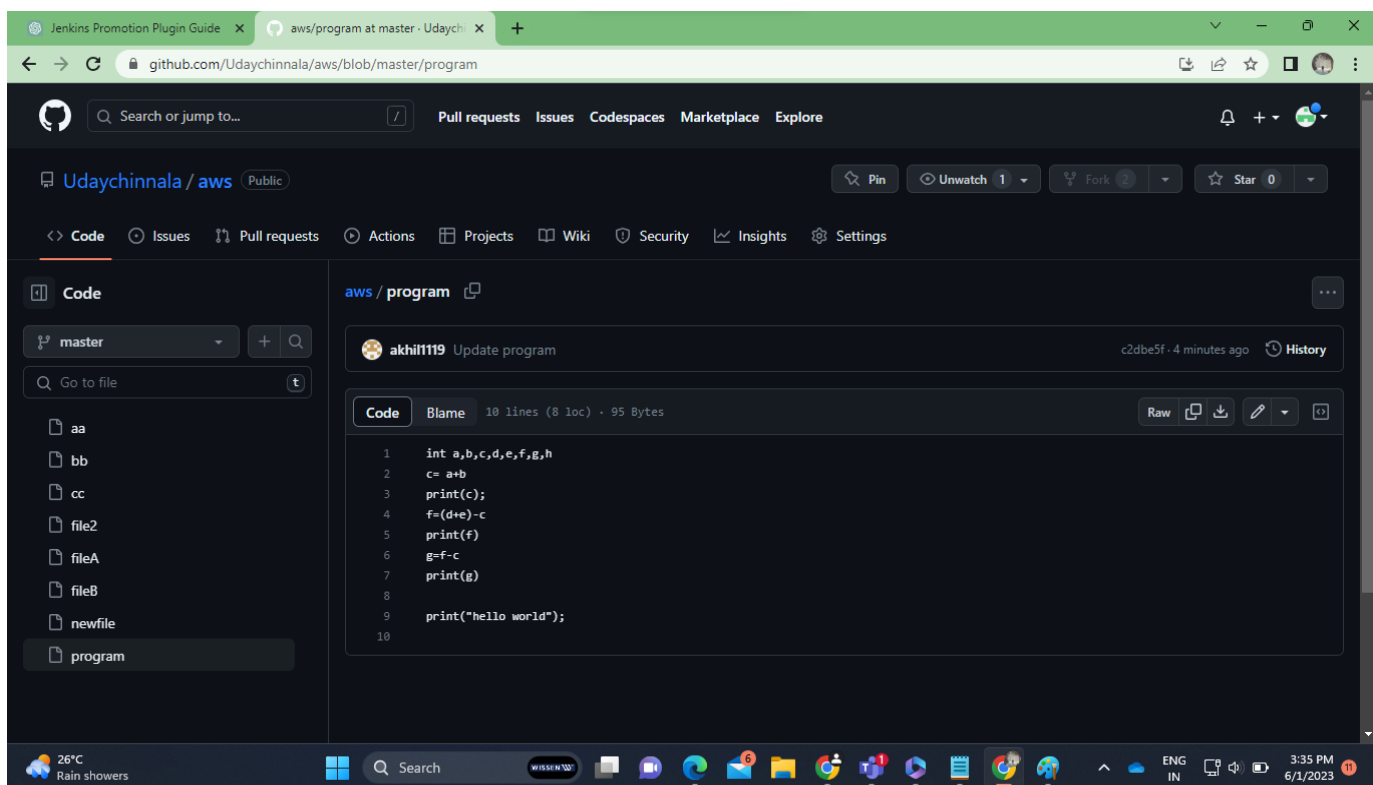 Jenkins Promotion Plugin Guide
aws/program at master · Udaychi
github.com/Udaychinnala/aws/blob/master/program
Search or jump to...
/
Pull requests Issues Codespaces Marketplace Explore
Udaychinnala / aws Public
Pin Unwatch 1 Fork 2 Star 0
Code Issues Pull requests Actions Projects Wiki Security Insights Settings
Code
master
Go to file t
aa
bb
cc
file2
fileA
fileB
newfile
program
aws / program
akhil1119 Update program c2dbe5f · 4 minutes ago History
Code Blame 10 lines (8 loc) · 95 Bytes Raw
1 int a,b,c,d,e,f,g,h
2 c= a+b
3 print(c);
4 f=(d+e)-c
5 print(f)
6 g=f-c
7 print(g)
8
9 print("hello world");
10
26°C
Rain showers
Search
WISSEN
6
1
ENG
IN
3:35 PM
6/1/2023
11